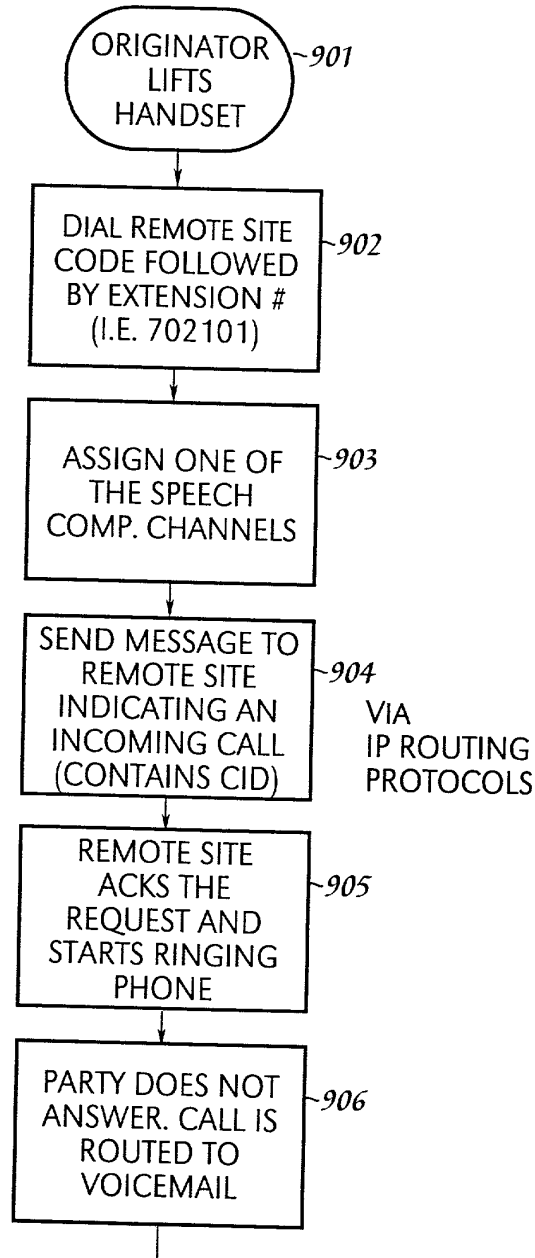 ORIGINATOR
LIFTS
HANDSET
901
DIAL REMOTE SITE
CODE FOLLOWED
BY EXTENSION #
(I.E. 702101)
902
ASSIGN ONE OF
THE SPEECH
COMP. CHANNELS
903
SEND MESSAGE TO
REMOTE SITE
INDICATING AN
INCOMING CALL
(CONTAINS CID)
904
VIA
IP ROUTING
PROTOCOLS
REMOTE SITE
ACKS THE
REQUEST AND
STARTS RINGING
PHONE
905
PARTY DOES NOT
ANSWER. CALL IS
ROUTED TO
VOICEMAIL
906